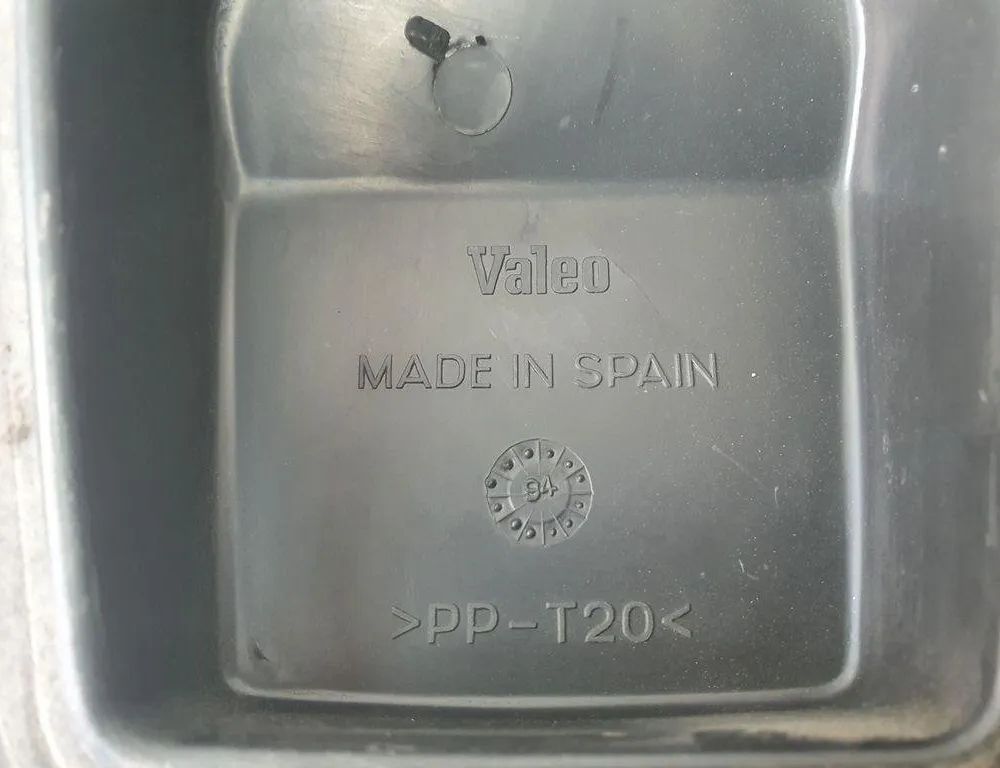 Valeo
MADE IN SPAIN
94
>PP-T20<